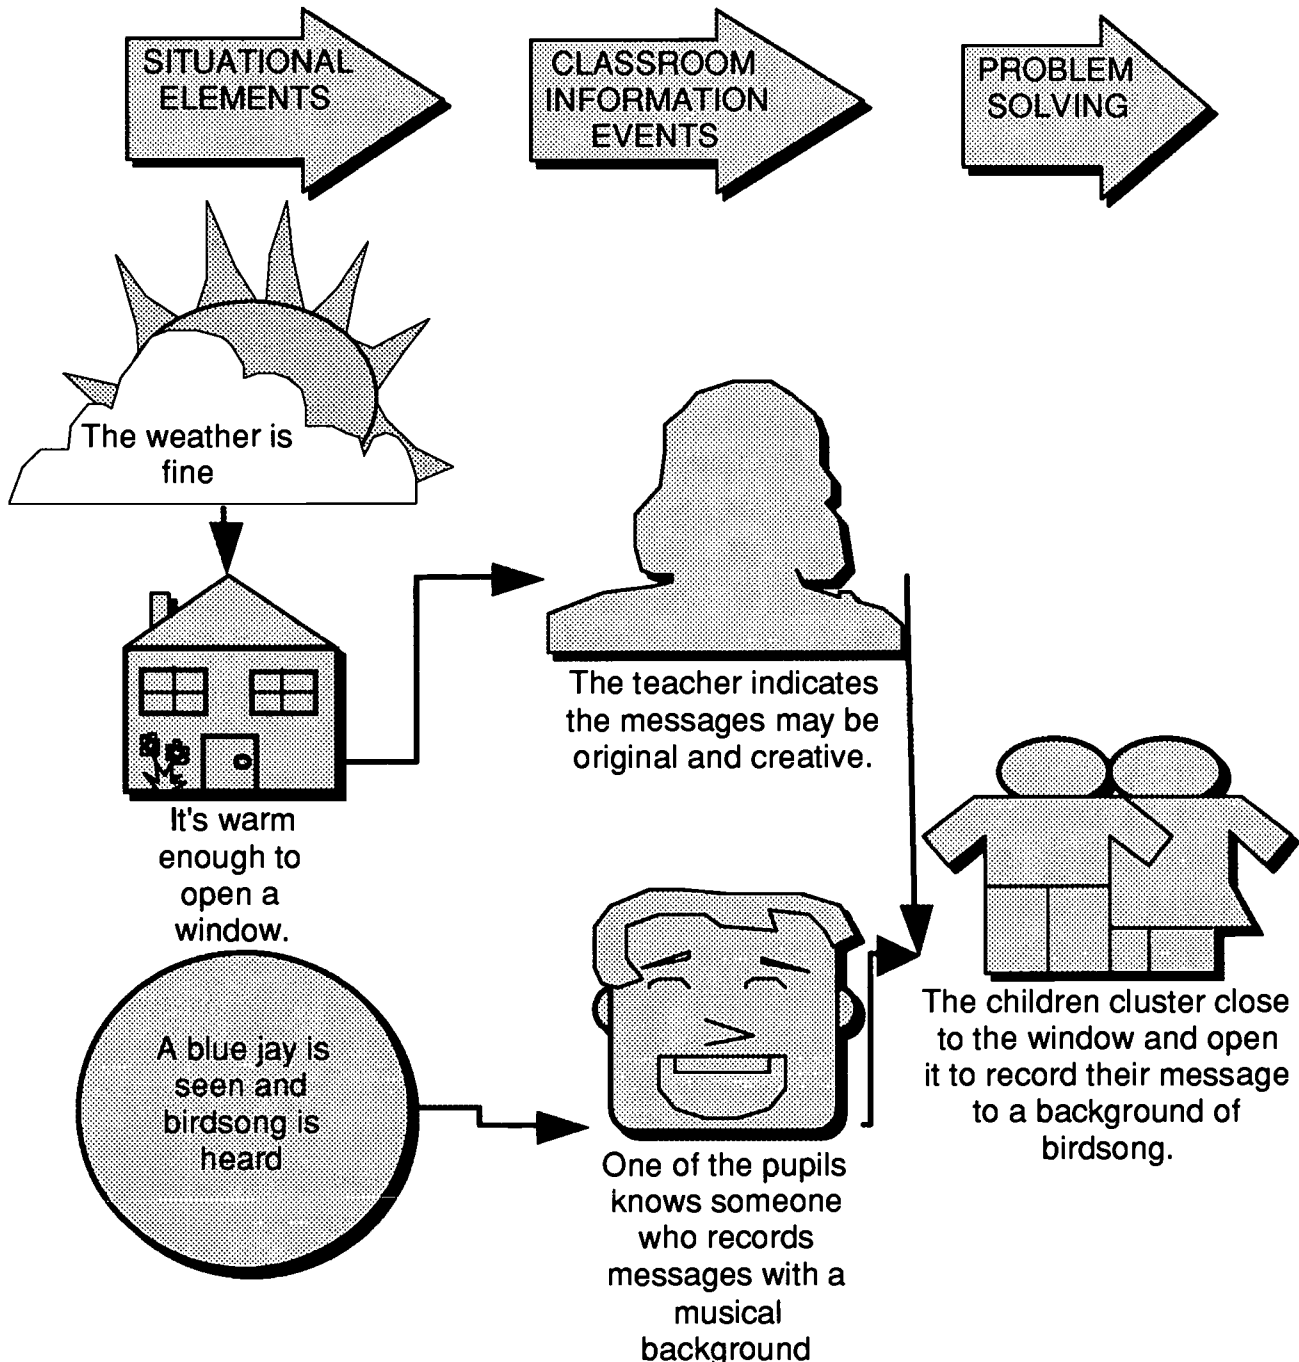 SITUATIONAL
ELEMENTS
CLASSROOM
INFORMATION
EVENTS
PROBLEM
SOLVING
The weather is
fine
It's warm
enough to
open a
window.
A blue jay is
seen and
birdsong is
heard
The teacher indicates
the messages may be
original and creative.
One of the pupils
knows someone
who records
messages with a
musical
background
The children cluster close
to the window and open
it to record their message
to a background of
birdsong.